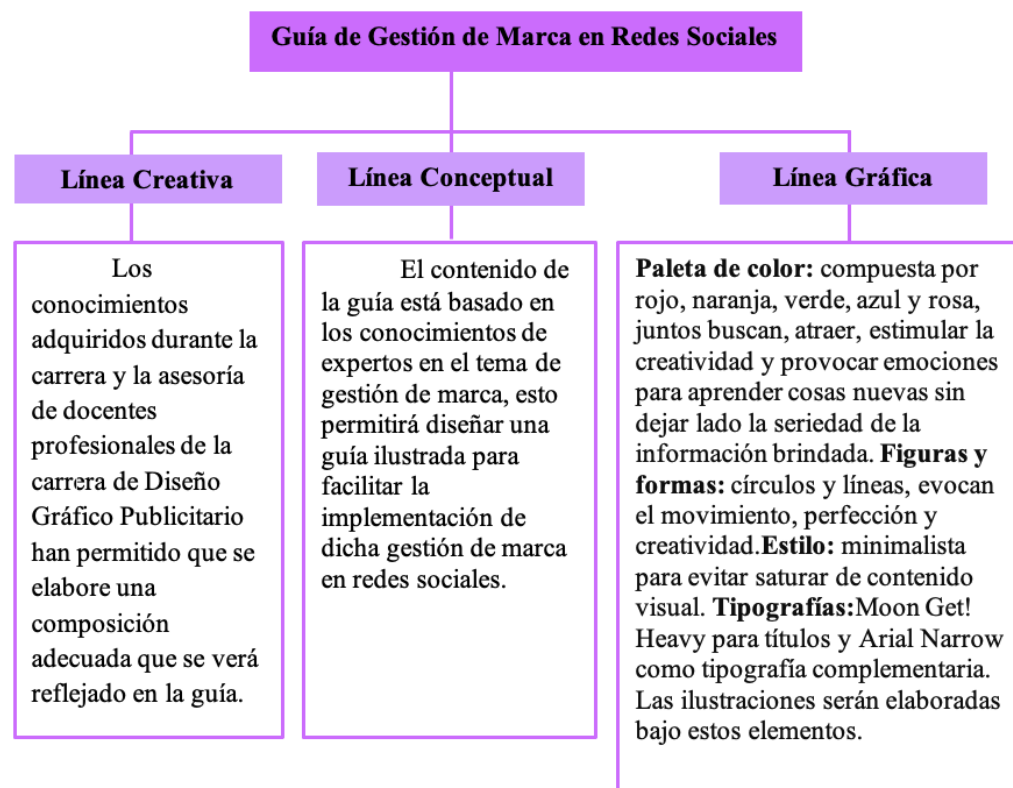 Guía de Gestión de Marca en Redes Sociales
Línea Creativa
Los
conocimientos
adquiridos durante la
carrera y la asesoría
de docentes
profesionales de la
carrera de Diseño
Gráfico Publicitario
han permitido que se
elabore una
composición
adecuada que se verá
reflejado en la guía.
Línea Conceptual
El contenido de
la guía está basado en
los conocimientos de
expertos en el tema de
gestión de marca, esto
permitirá diseñar una
guía ilustrada para
facilitar la
implementación de
dicha gestión de marca
en redes sociales.
Línea Gráfica
Paleta de color: compuesta por
rojo, naranja, verde, azul y rosa,
juntos buscan, atraer, estimular la
creatividad y provocar emociones
para aprender cosas nuevas sin
dejar lado la seriedad de la
información brindada. Figuras y
formas: círculos y líneas, evocan
el movimiento, perfección y
creatividad.Estilo: minimalista
para evitar saturar de contenido
visual. Tipografías:Moon Get!
Heavy para títulos y Arial Narrow
como tipografía complementaria.
Las ilustraciones serán elaboradas
bajo estos elementos.